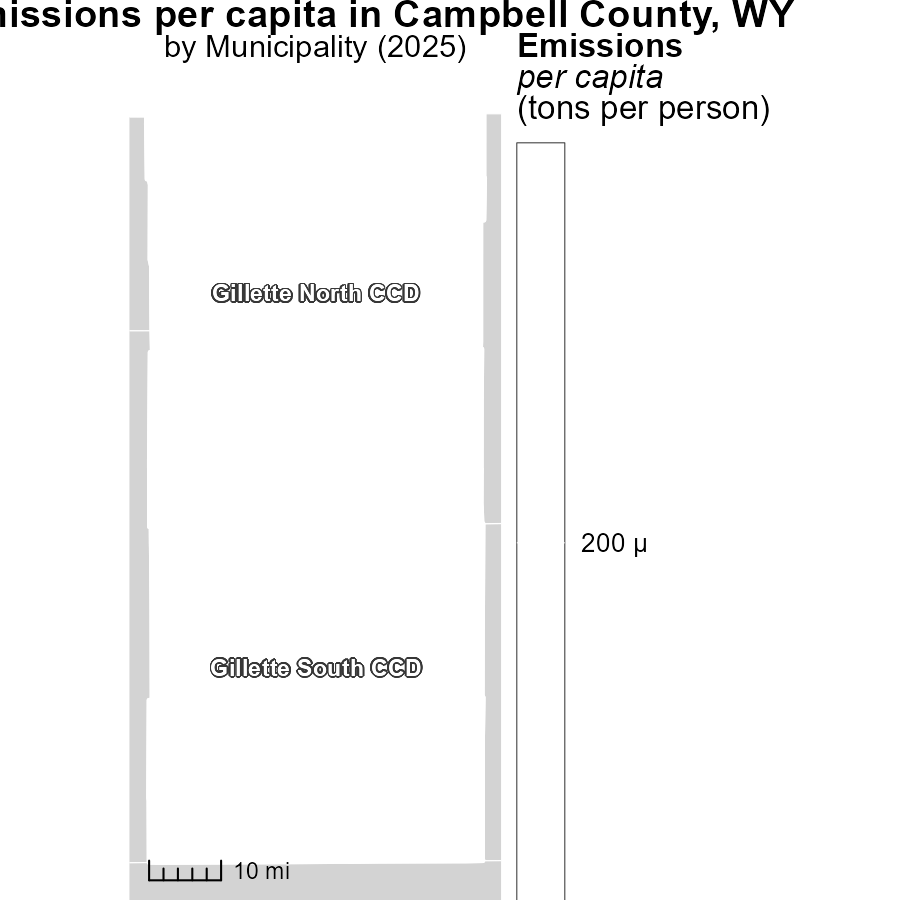 issions per capita in Campbell County, WY
by Municipality (2025)
Emissions
per capita
(tons per person)
Gillette North CCD
200 µ
Gillette South CCD
10 mi